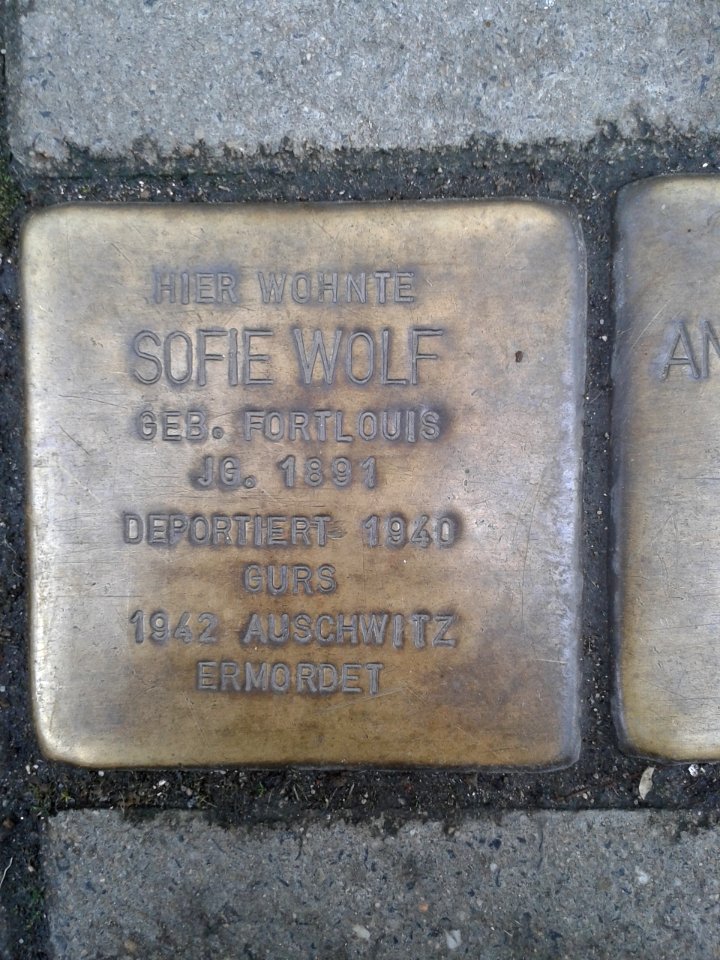 HIER WOHNTE
SOFIE WOLF
GEB. FORTLOUIS
JG. 1891
DEPORTIERT 1940
GURS
1942 AUSCHWITZ
ERMORDET